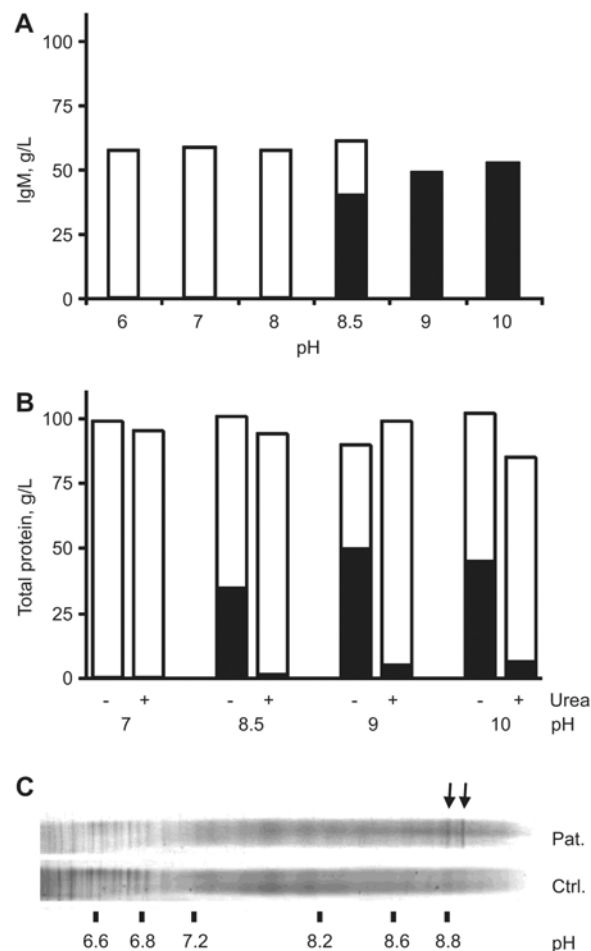 A
100
75
50
25
0
IgM, g/L
6 7 8 8.5 9 10
pH
B
100
75
50
25
0
Total protein, g/L
- + - + - + - + Urea
7 8.5 9 10 pH
C
Pat.
Ctrl.
6.6 6.8 7.2 8.2 8.6 8.8 pH